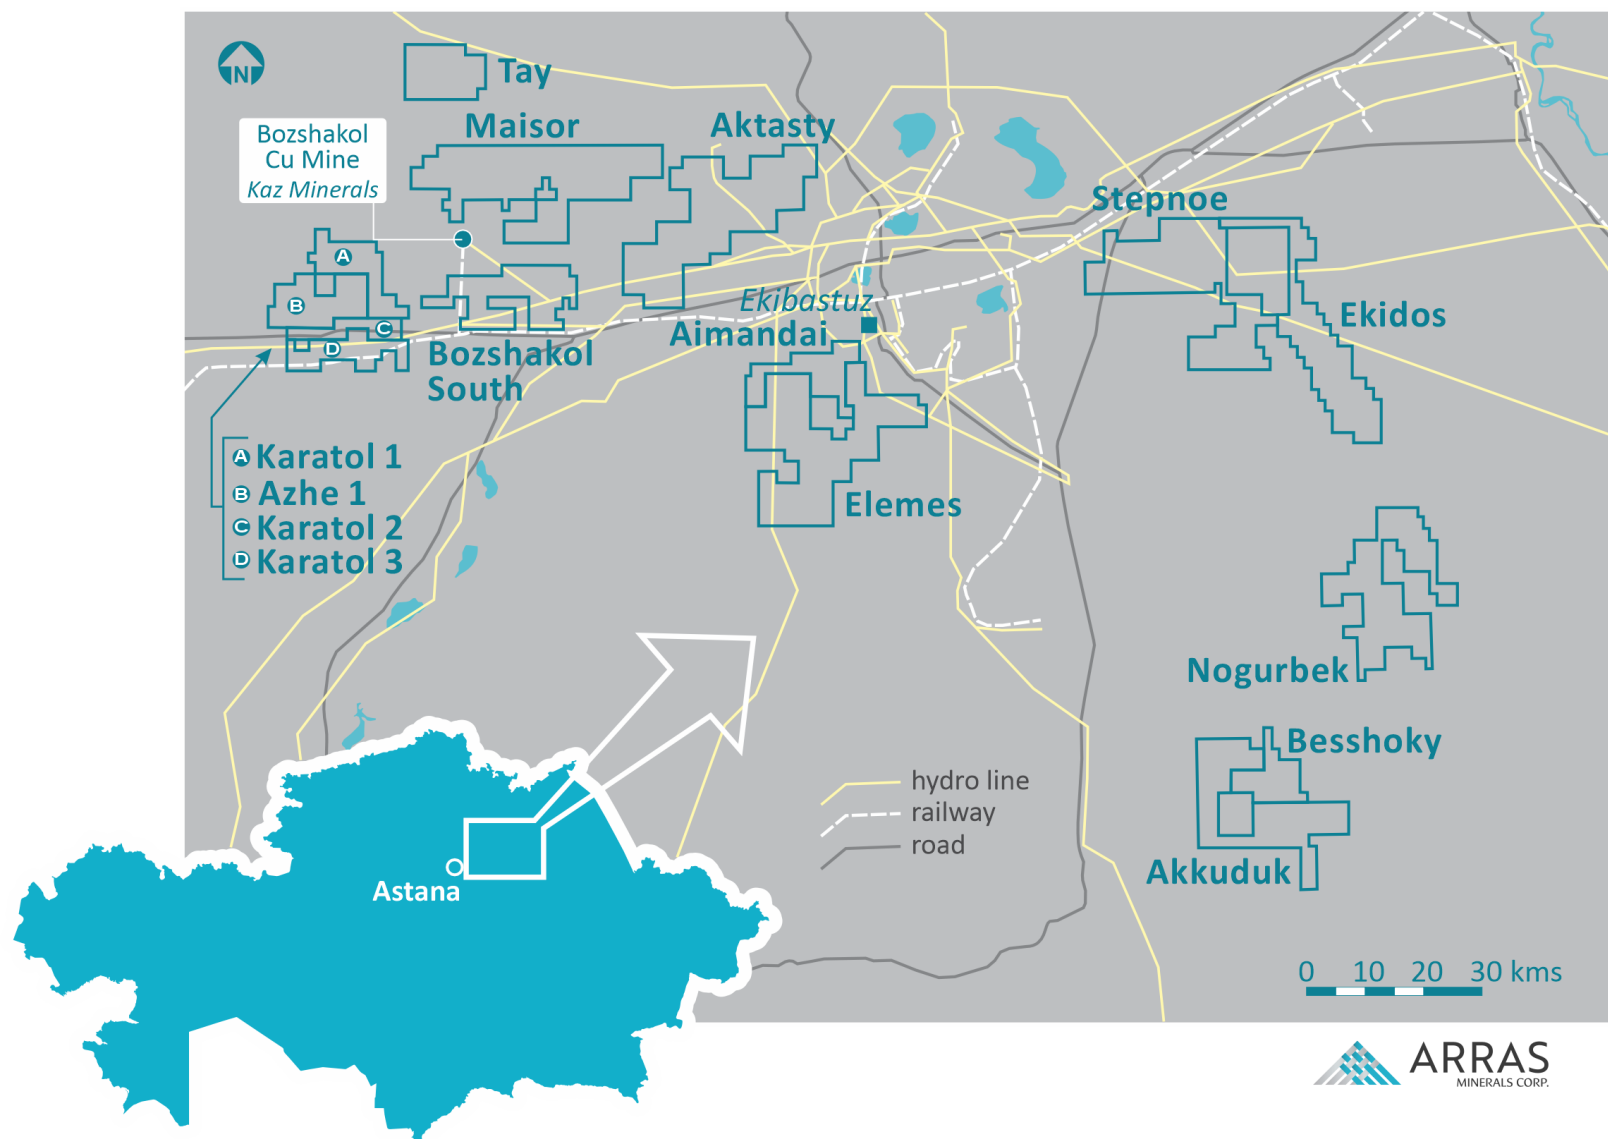 N
Tay
Maisor
Aktasty
Bozshakol
Cu Mine
Kaz Minerals
Stepnoe
A
B
C
D
Ekibastuz
Aimandai
Ekidos
Bozshakol
South
A Karatol 1
B Azhe 1
C Karatol 2
D Karatol 3
Elemes
Nogurbek
Besshoky
hydro line
railway
road
Akkuduk
Astana
0 10 20 30 kms
ARRAS
MINERALS CORP.